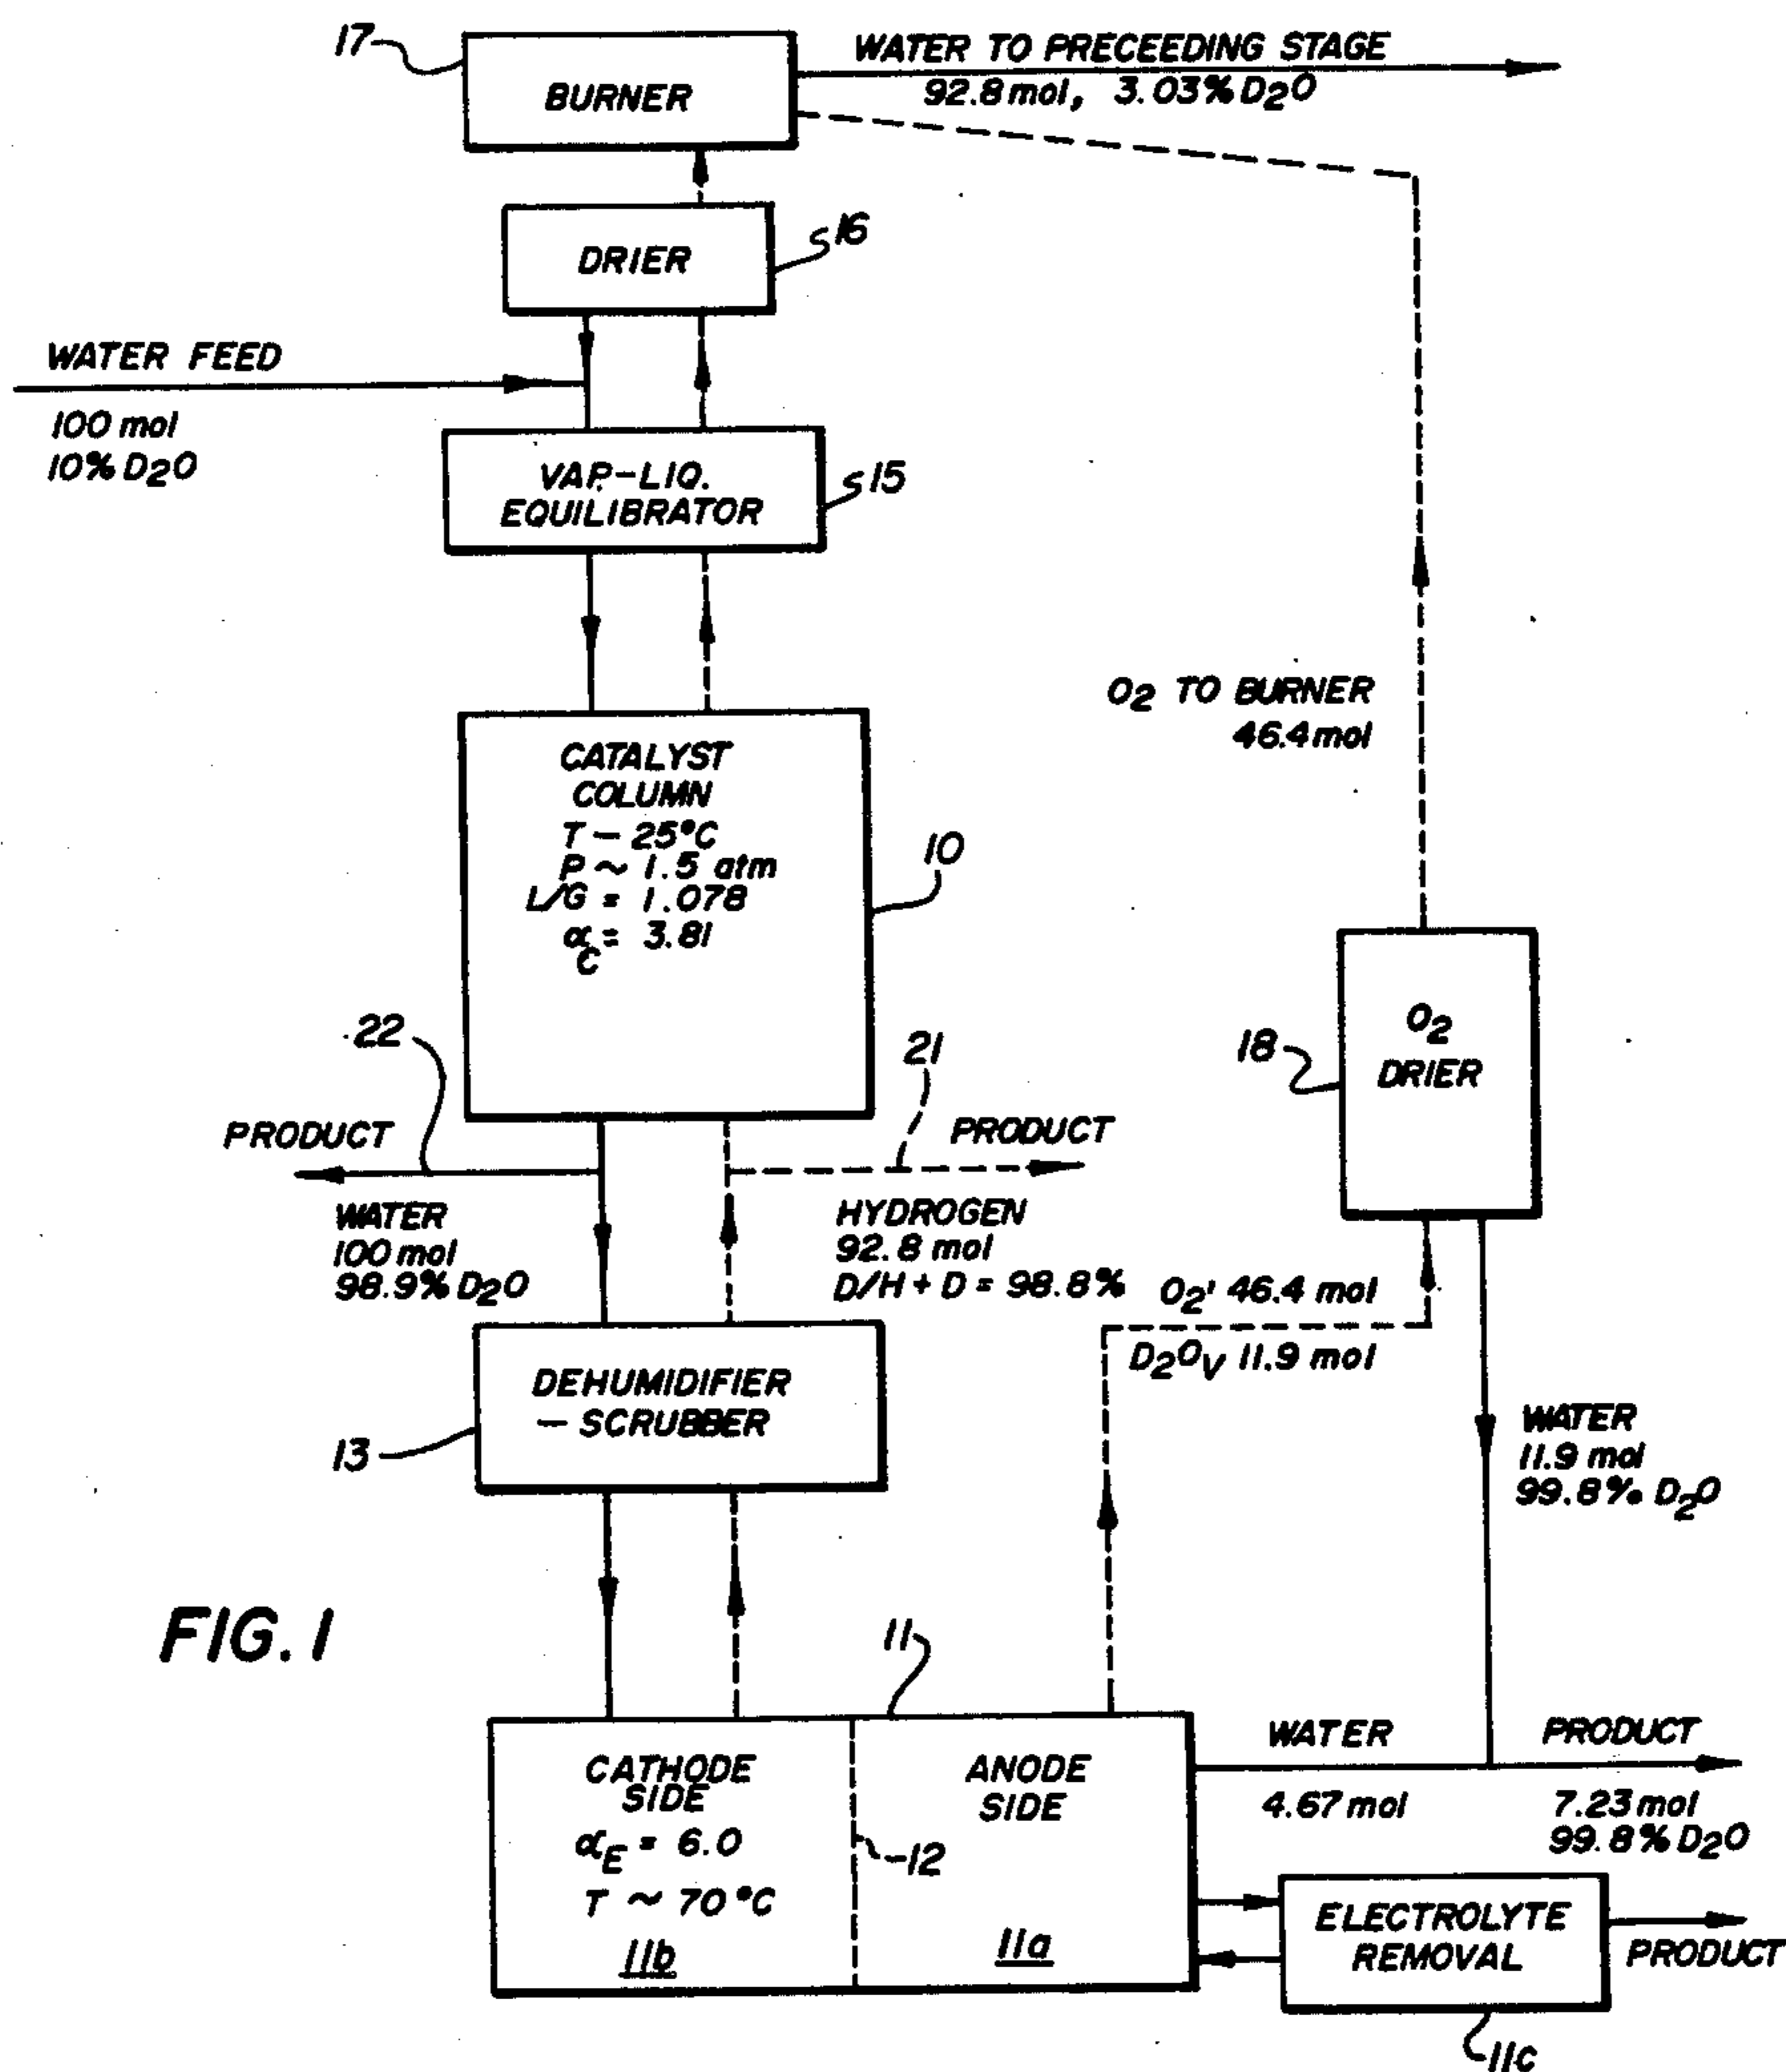 17
BURNER
WATER TO PRECEEDING STAGE
92.8 mol, 3.03% D2O
DRIER
16
WATER FEED
100 mol
10% D2O
VAP.-LIQ.
EQUILIBRATOR
15
O2 TO BURNER
46.4 mol
CATALYST
COLUMN
T - 25°C
P ~ 1.5 atm
L/G = 1.078
αC = 3.81
10
22
21
PRODUCT
WATER
100 mol
98.9% D2O
PRODUCT
HYDROGEN
92.8 mol
D/H + D = 98.8%
18
O2
DRIER
O2' 46.4 mol
D2OV 11.9 mol
DEHUMIDIFIER
- SCRUBBER
13
WATER
11.9 mol
99.8% D2O
FIG. 1
11
CATHODE
SIDE
αE = 6.0
T ~ 70°C
11b
12
ANODE
SIDE
11a
WATER
4.67 mol
PRODUCT
7.23 mol
99.8% D2O
ELECTROLYTE
REMOVAL
PRODUCT
11c